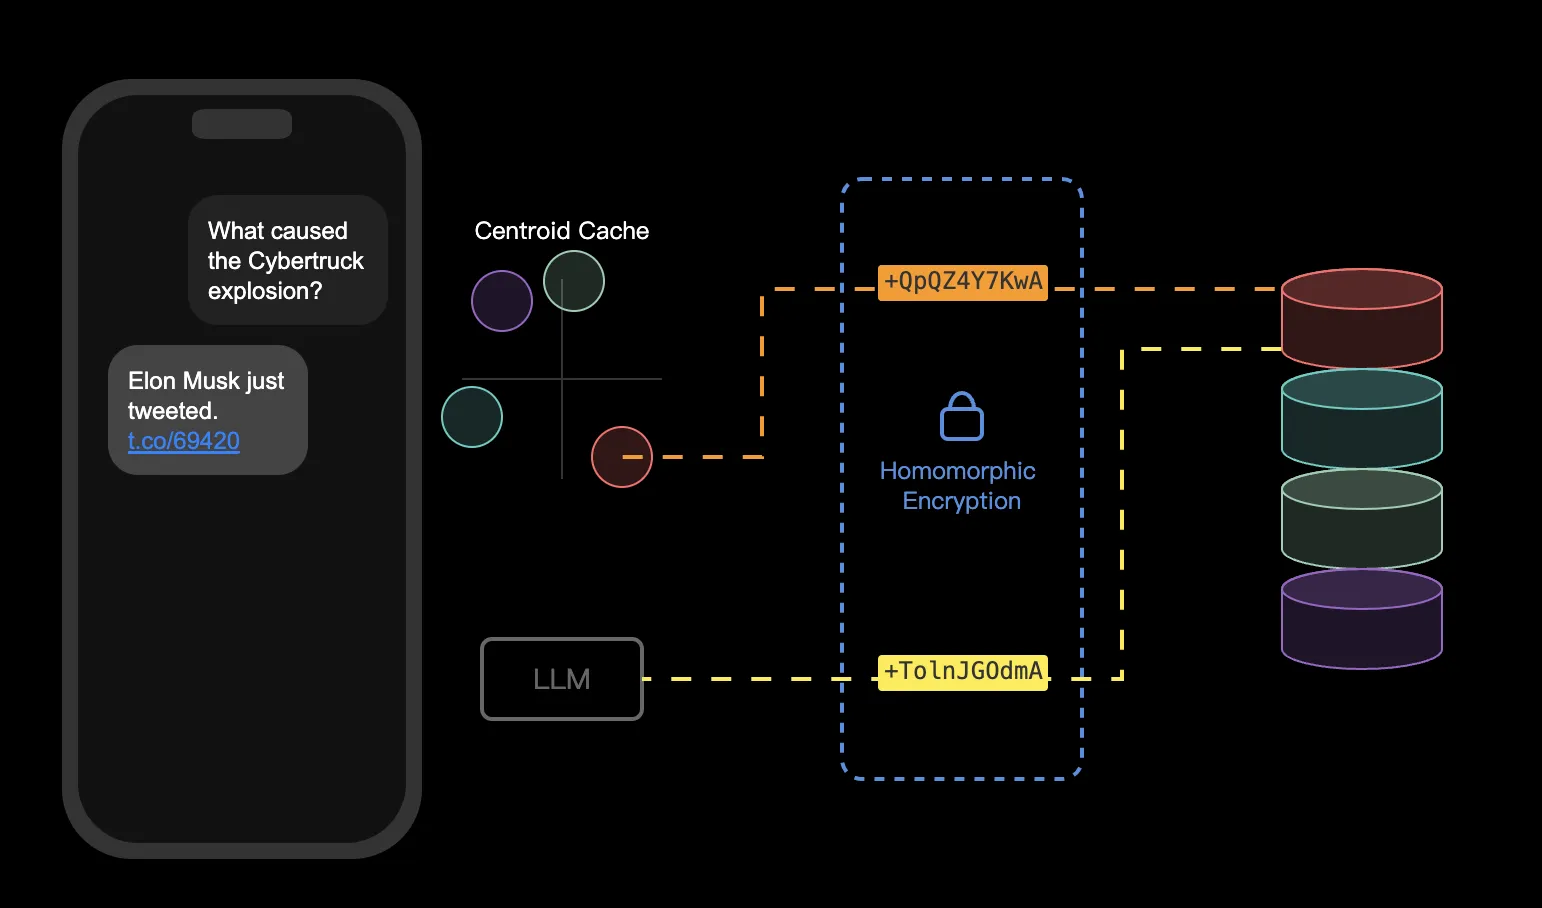 What caused
the Cybertruck
explosion?
Elon Musk just
tweeted.
t.co/69420
Centroid Cache
+QpQZ4Y7KwA
Homomorphic
Encryption
LLM
+TolnJGOdmA